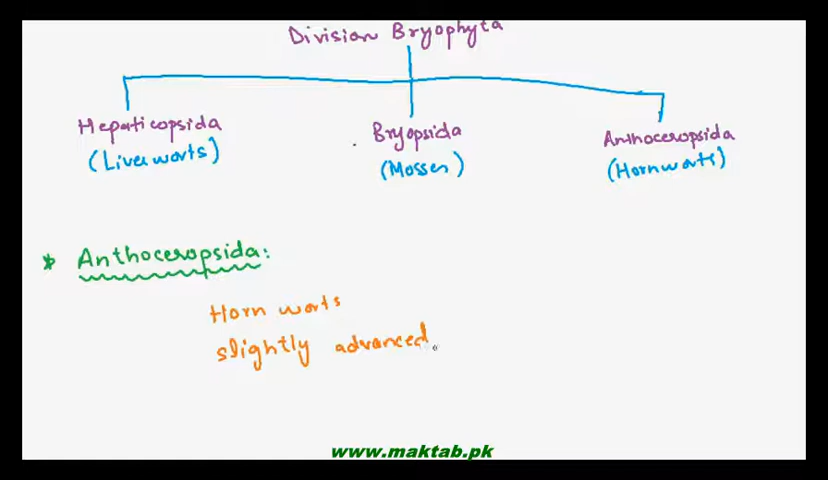 Division Bryophyta
Hepaticopsida Bryopsida Anthoceropsida
(Liverworts) (Mosses) (Hornworts)
* Anthoceropsida:
Horn worts
slightly advanced
www.maktab.pk